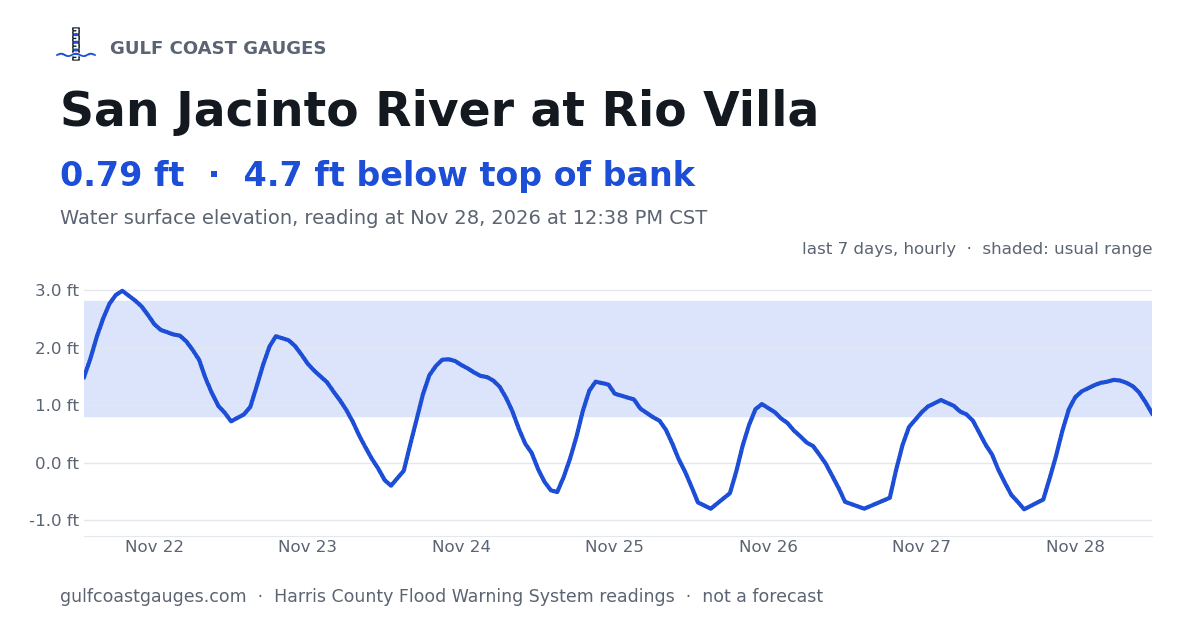 GULF COAST GAUGES
San Jacinto River at Rio Villa
0.79 ft · 4.7 ft below top of bank
Water surface elevation, reading at Nov 28, 2026 at 12:38 PM CST
last 7 days, hourly · shaded: usual range
3.0 ft
2.0 ft
1.0 ft
0.0 ft
-1.0 ft
Nov 22 Nov 23 Nov 24 Nov 25 Nov 26 Nov 27 Nov 28
gulfcoastgauges.com · Harris County Flood Warning System readings · not a forecast